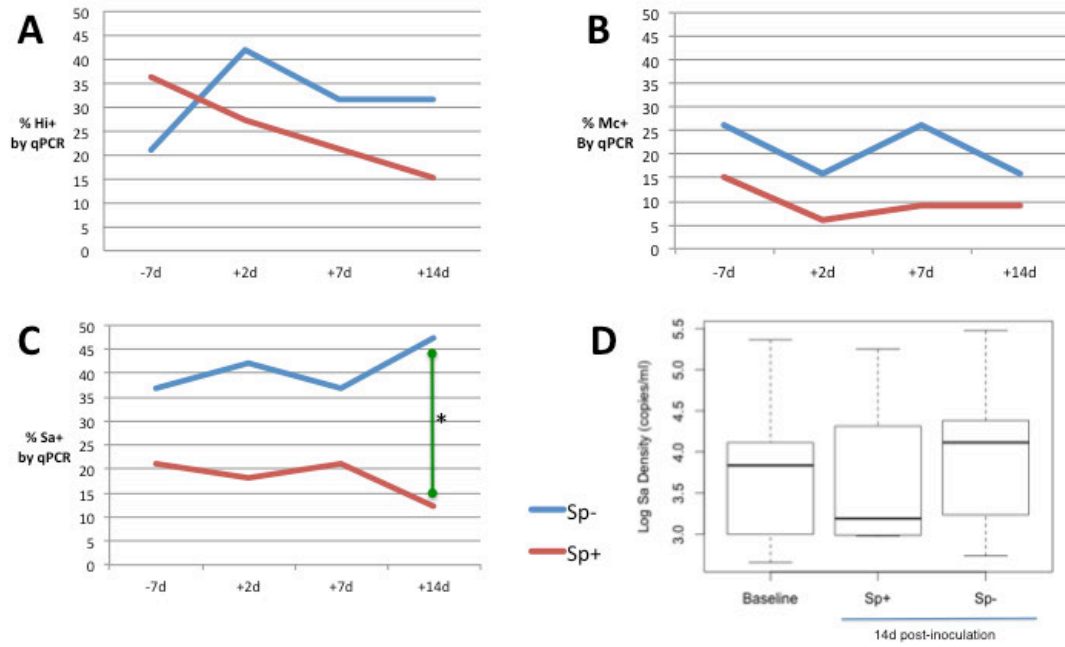 A
50
45
40
35
30
25
20
15
10
5
0
% Hi+
by qPCR
-7d +2d +7d +14d
B
50
45
40
35
30
25
20
15
10
5
0
% Mc+
By qPCR
-7d +2d +7d +14d
C
50
45
40
35
30
25
20
15
10
5
0
% Sa+
by qPCR
*
-7d +2d +7d +14d
Sp-
Sp+
D
Log Sa Density (copies/ml)
5.5
5.0
4.5
4.0
3.5
3.0
Baseline Sp+ Sp-
14d post-inoculation